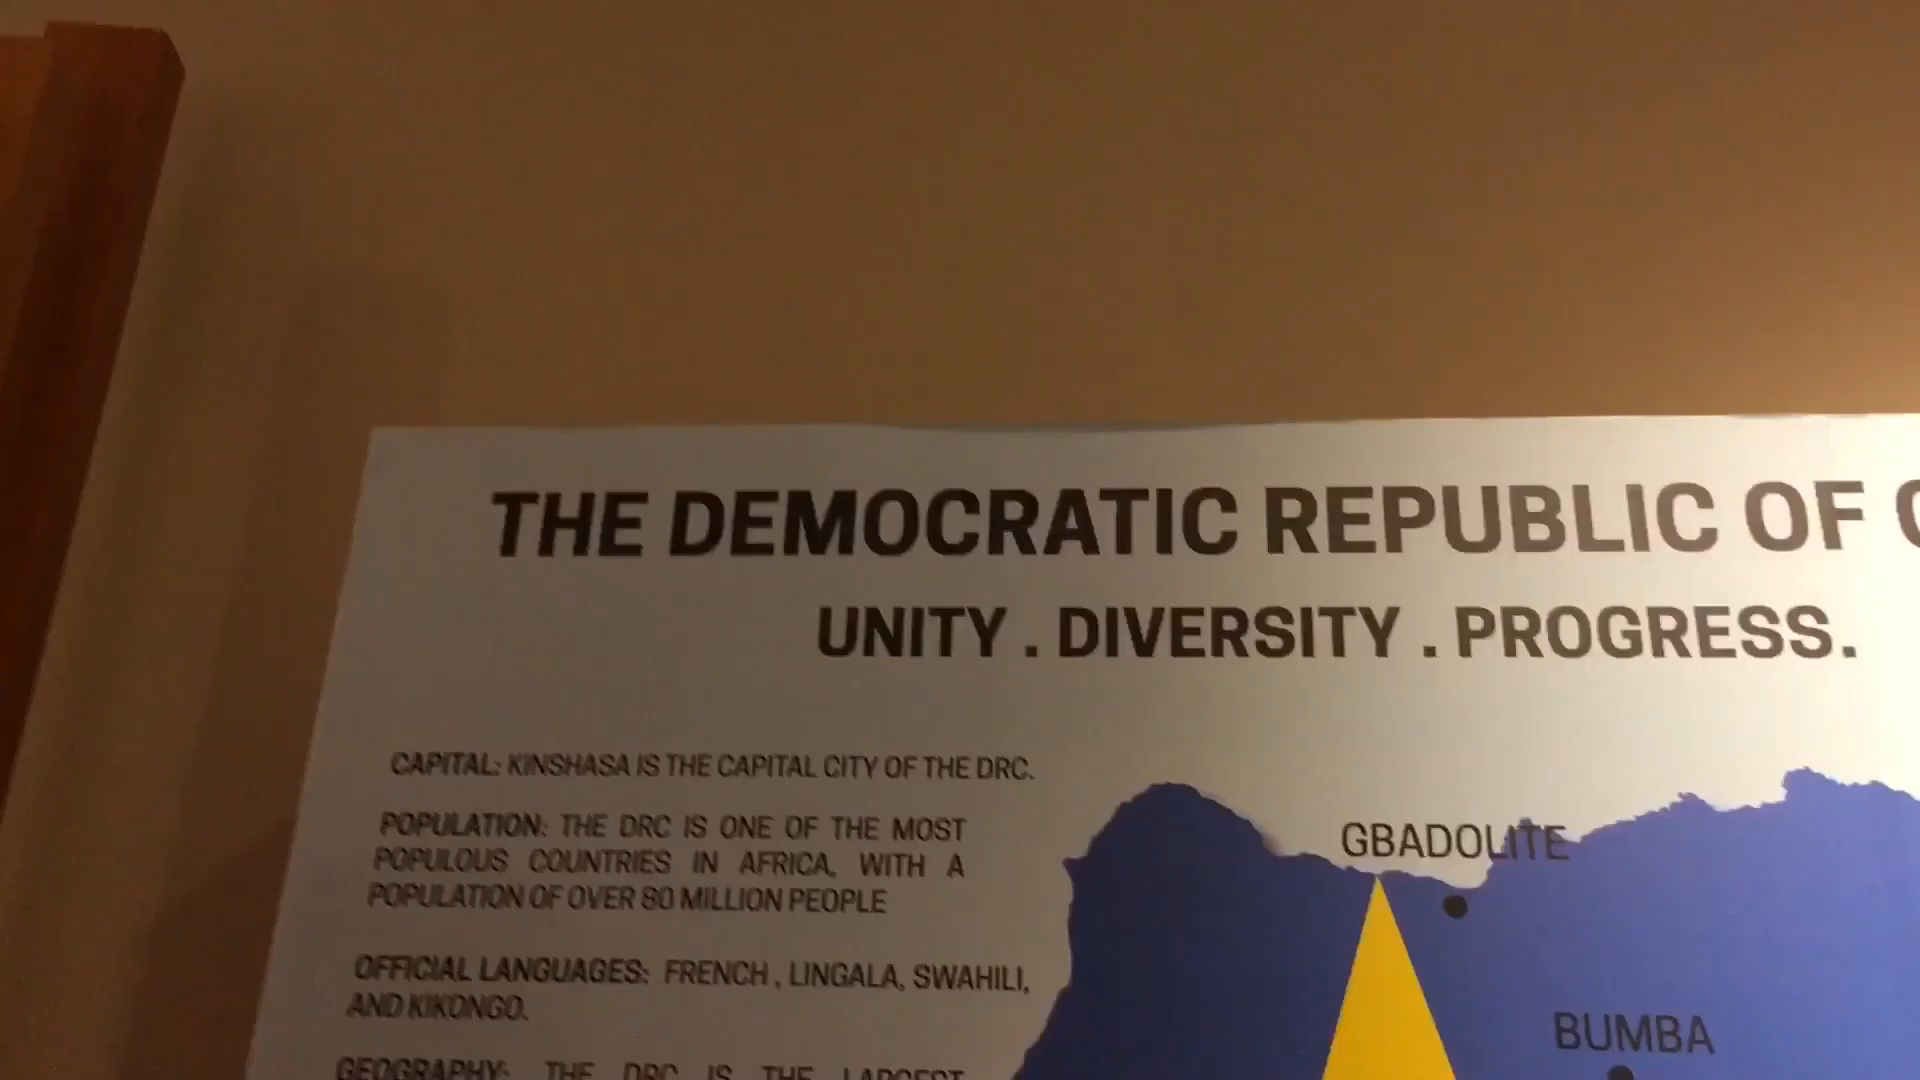 THE DEMOCRATIC REPUBLIC OF
UNITY . DIVERSITY . PROGRESS.
CAPITAL: KINSHASA IS THE CAPITAL CITY OF THE DRC.
POPULATION: THE DRC IS ONE OF THE MOST
POPULOUS COUNTRIES IN AFRICA, WITH A
POPULATION OF OVER 80 MILLION PEOPLE
OFFICIAL LANGUAGES: FRENCH , LINGALA, SWAHILI,
AND KIKONGO.
GEOGRAPHY: THE DRC IS THE LARGEST
GBADOLITE
BUMBA